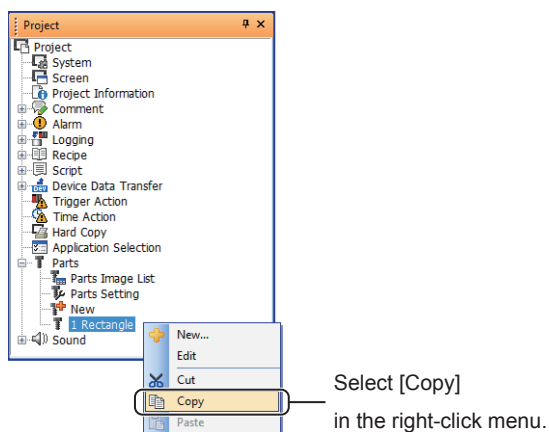 Project
Project
System
Screen
Project Information
Comment
Alarm
Logging
Recipe
Script
Device Data Transfer
Trigger Action
Time Action
Hard Copy
Application Selection
Parts
Parts Image List
Parts Setting
New
1 Rectangle
Sound
New...
Edit
Cut
Copy
Paste
Select [Copy]
in the right-click menu.